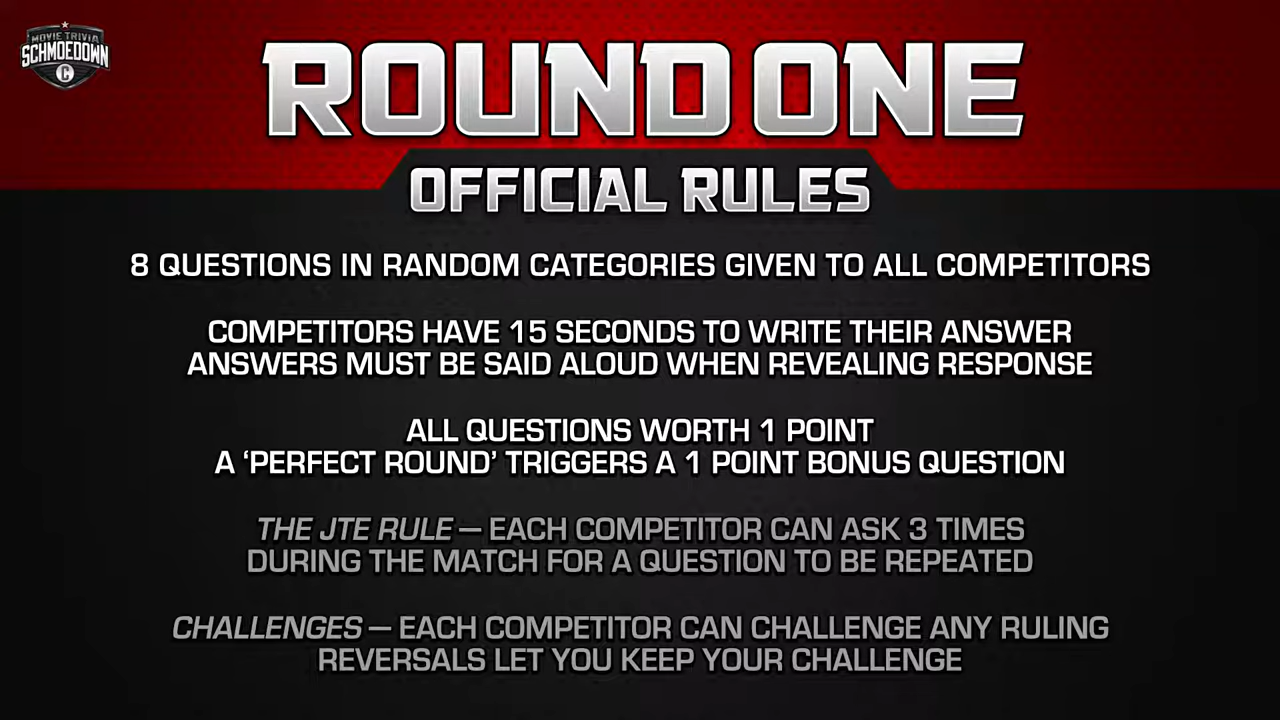 MOVIE TRIVIA
SCHMOEDOWN
C
ROUND ONE
OFFICIAL RULES
8 QUESTIONS IN RANDOM CATEGORIES GIVEN TO ALL COMPETITORS
COMPETITORS HAVE 15 SECONDS TO WRITE THEIR ANSWER
ANSWERS MUST BE SAID ALOUD WHEN REVEALING RESPONSE
ALL QUESTIONS WORTH 1 POINT
A ‘PERFECT ROUND’ TRIGGERS A 1 POINT BONUS QUESTION
THE JTE RULE — EACH COMPETITOR CAN ASK 3 TIMES
DURING THE MATCH FOR A QUESTION TO BE REPEATED
CHALLENGES — EACH COMPETITOR CAN CHALLENGE ANY RULING
REVERSALS LET YOU KEEP YOUR CHALLENGE